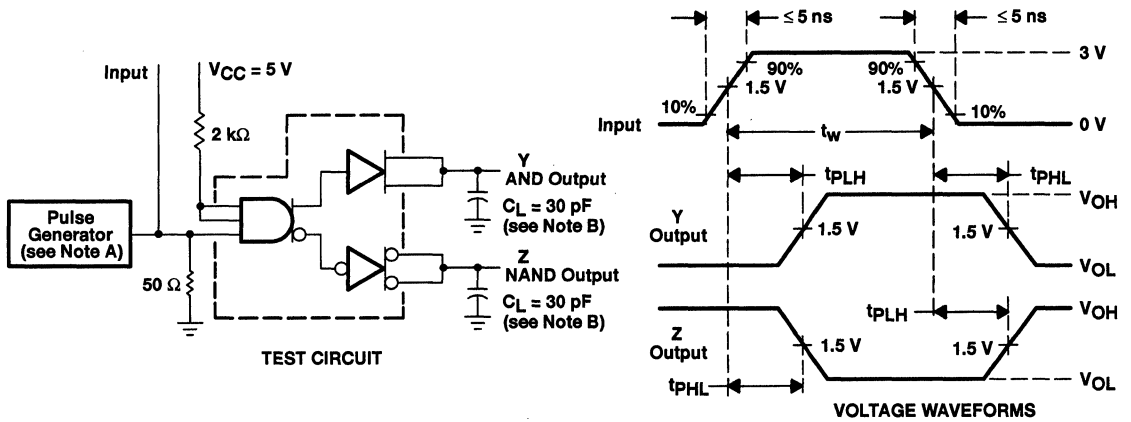 Input
VCC = 5 V
2 kΩ
Pulse
Generator
(see Note A)
50 Ω
Y
AND Output
CL = 30 pF
(see Note B)
Z
NAND Output
CL = 30 pF
(see Note B)
TEST CIRCUIT
≤ 5 ns
≤ 5 ns
3 V
90%
90%
1.5 V
1.5 V
10%
10%
Input
0 V
tw
tPLH
tPHL
VOH
Y
Output
1.5 V
1.5 V
VOL
tPLH
VOH
Z
Output
1.5 V
1.5 V
tPHL
VOL
VOLTAGE WAVEFORMS